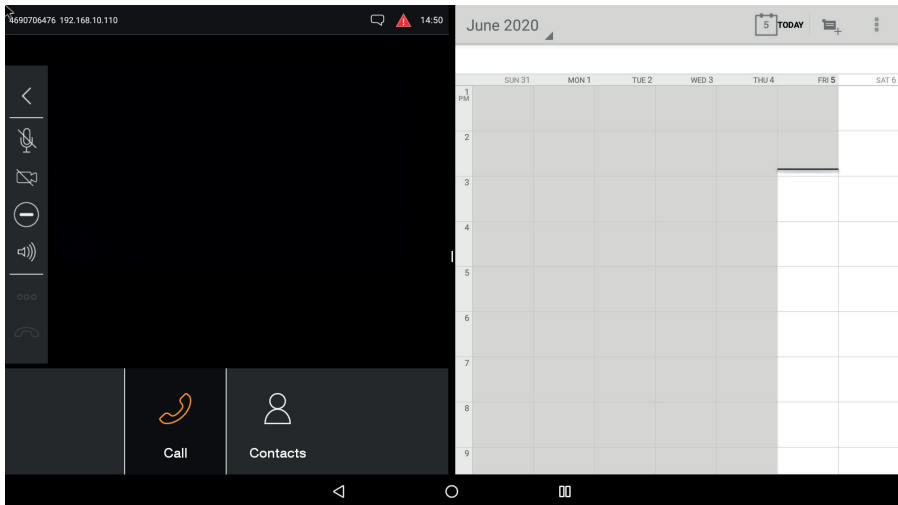 4690706476 192.168.10.110
14:50
Call
Contacts
June 2020
5 TODAY
SUN 31 MON 1 TUE 2 WED 3 THU 4 FRI 5 SAT 6
1
PM
2
3
4
5
6
7
8
9